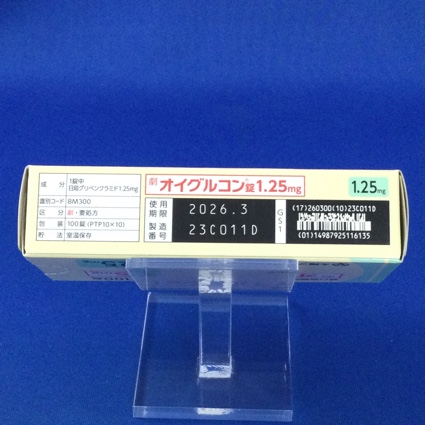 成分 1錠中
日局グリベンクラミド1.25mg
識別コード BM300
区分 劇・要処方
包装 100錠(PTP10×10)
貯法 室温保存
劇 オイグルコン®錠1.25mg
使用期限 2026.3
製造番号 23C011D
GS1
(17)260300(10)23C011D
(01)14987925116135
1.25mg